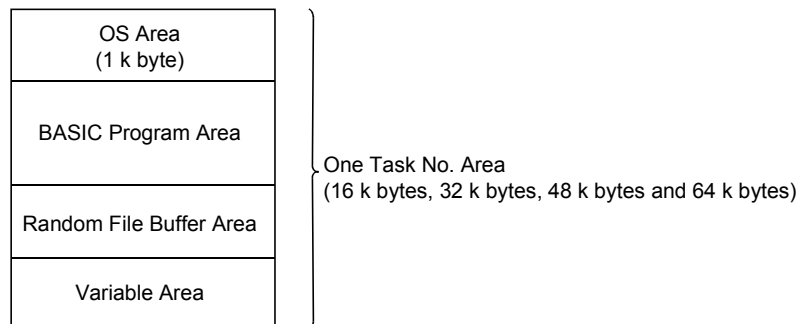 OS Area
(1 k byte)
BASIC Program Area
Random File Buffer Area
Variable Area
One Task No. Area
(16 k bytes, 32 k bytes, 48 k bytes and 64 k bytes)